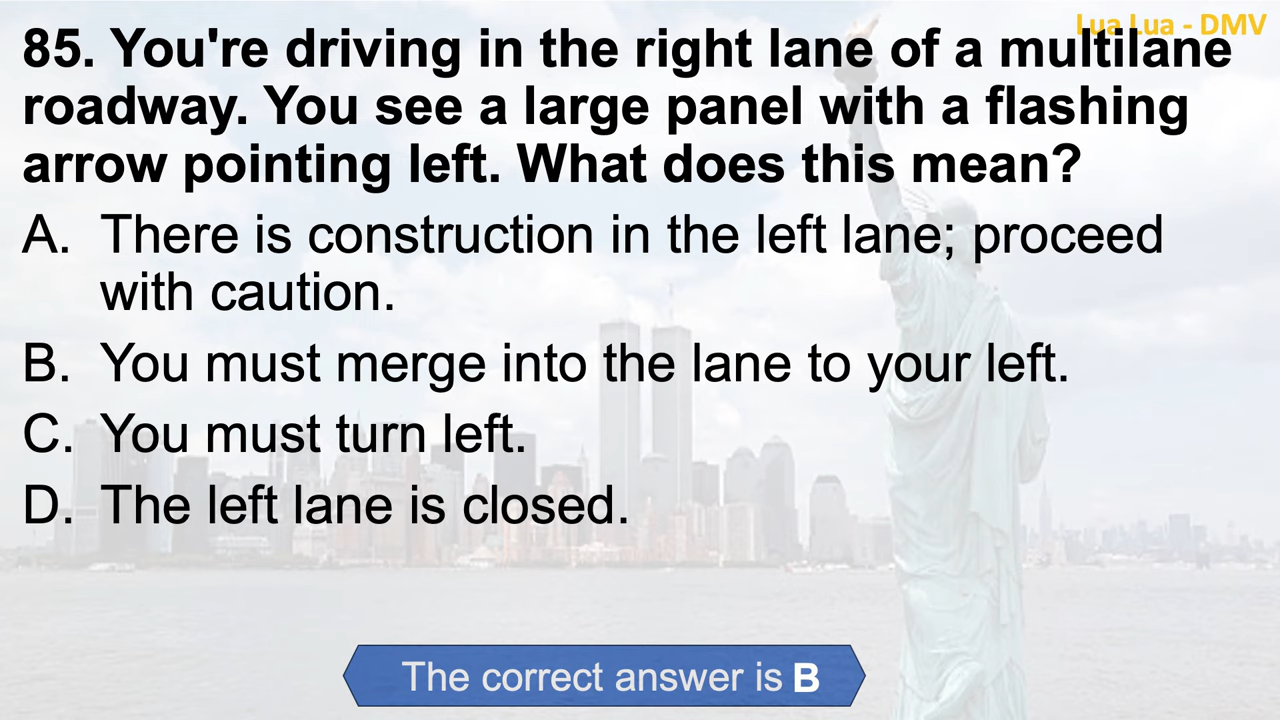 Lua Lua - DMV
85. You're driving in the right lane of a multilane
roadway. You see a large panel with a flashing
arrow pointing left. What does this mean?
A. There is construction in the left lane; proceed
with caution.
B. You must merge into the lane to your left.
C. You must turn left.
D. The left lane is closed.
The correct answer is B